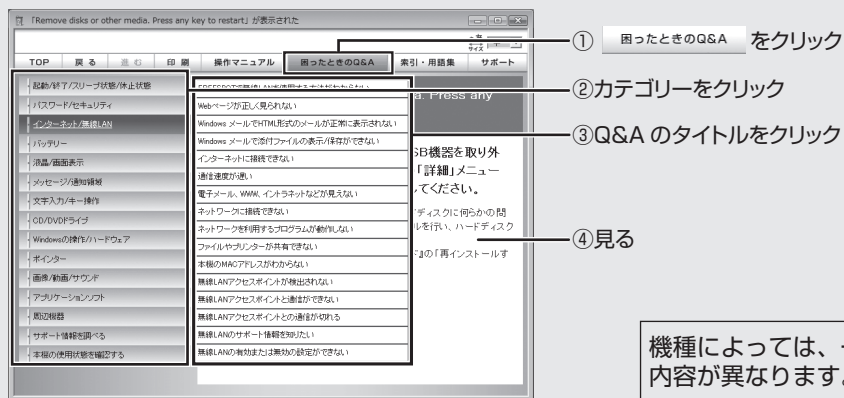 「Remove disks or other media. Press any key to restart」が表示された
サイズ
TOP 戻る 進む 印刷 操作マニュアル 困ったときのQ&A 索引・用語集 サポート
起動/終了/スリープ状態/休止状態
パスワード/セキュリティ
インターネット/無線LAN
バッテリー
液晶/画面表示
メッセージ/通知領域
文字入力/キー操作
CD/DVDドライブ
Windowsの操作/ハードウェア
ポインター
画像/動画/サウンド
アプリケーションソフト
周辺機器
サポート情報を調べる
本機の使用状態を確認する
Webページが正しく見られない
Windows メールでHTML形式のメールが正常に表示されない
Windows メールで添付ファイルの表示/保存ができない
インターネットに接続できない
通信速度が遅い
電子メール、WWW、イントラネットなどが見えない
ネットワークに接続できない
ネットワークを利用するプログラムが動作しない
ファイルやプリンターが共有できない
本機のMACアドレスがわからない
無線LANアクセスポイントが検出されない
無線LANアクセスポイントと通信ができない
無線LANアクセスポイントとの通信が切れる
無線LANのサポート情報を知りたい
無線LANの有効または無効の設定ができない
a. Press any
SB機器を取り外
「詳細」メニュー
てください。
ディスクに何らかの問
ルを行い、ハードディスク
の「再インストールす
① 困ったときのQ&A をクリック
②カテゴリーをクリック
③Q&A のタイトルをクリック
④見る
機種によっては、
内容が異なります。